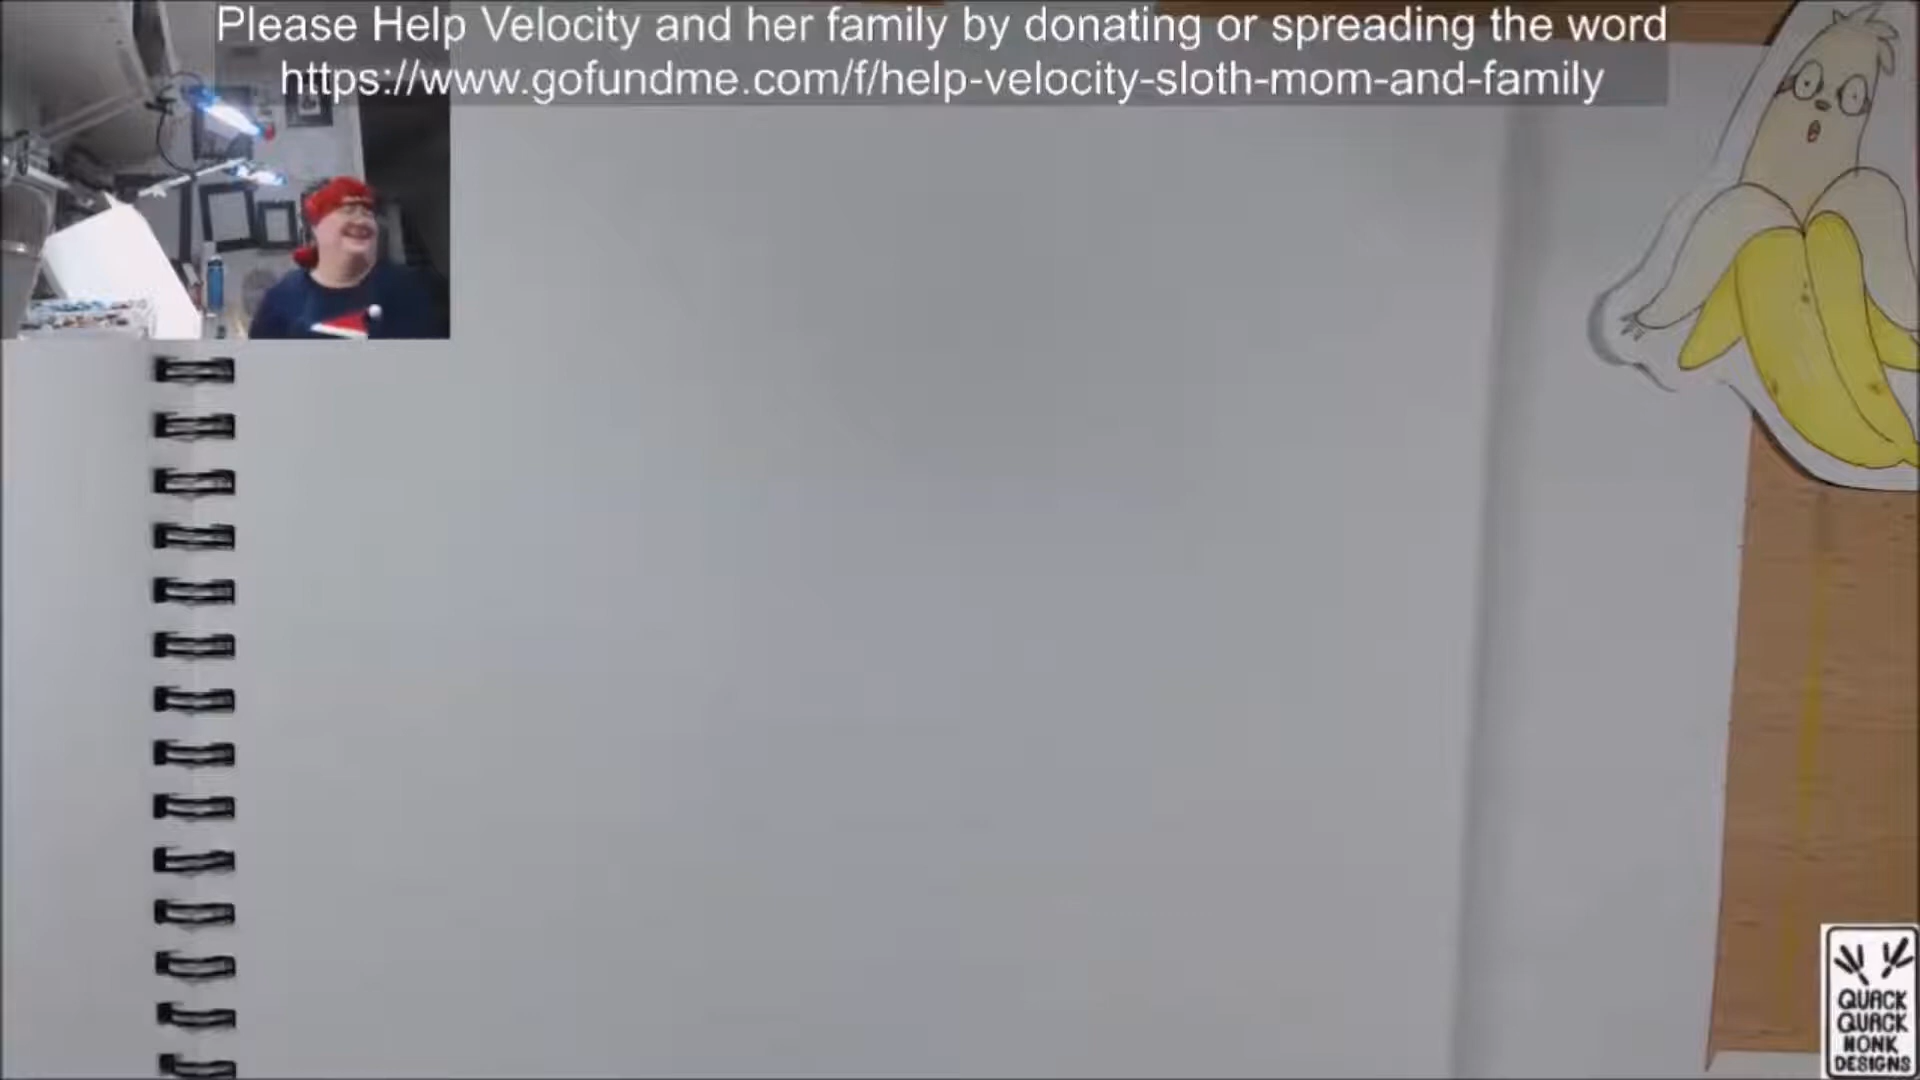 Please Help Velocity and her family by donating or spreading the word
https://www.gofundme.com/f/help-velocity-sloth-mom-and-family
QUACK
QUACK
HONK
DESIGNS